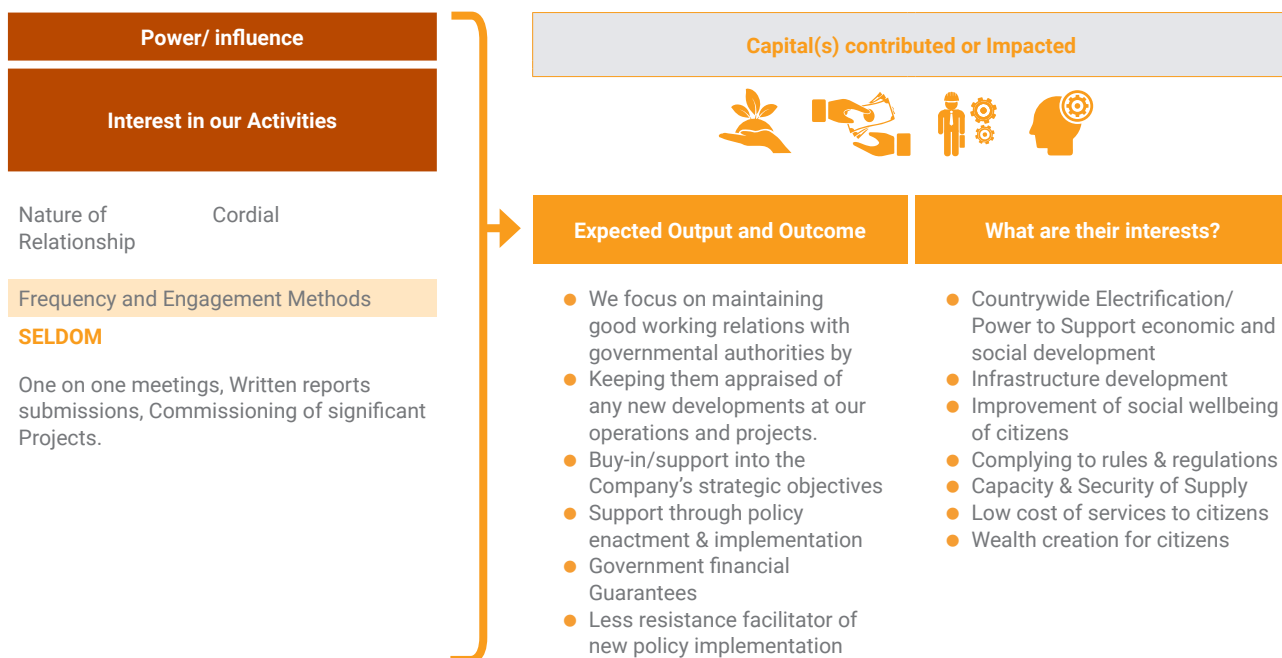 Power/ influence
Interest in our Activities
Nature of
Relationship
Cordial
Frequency and Engagement Methods
SELDOM
One on one meetings, Written reports
submissions, Commissioning of significant
Projects.
Capital(s) contributed or Impacted
Expected Output and Outcome
We focus on maintaining
good working relations with
governmental authorities by
Keeping them appraised of
any new developments at our
operations and projects.
Buy-in/support into the
Company's strategic objectives
Support through policy
enactment & implementation
Government financial
Guarantees
Less resistance facilitator of
new policy implementation
What are their interests?
Countrywide Electrification/
Power to Support economic and
social development
Infrastructure development
Improvement of social wellbeing
of citizens
Complying to rules & regulations
Capacity & Security of Supply
Low cost of services to citizens
Wealth creation for citizens